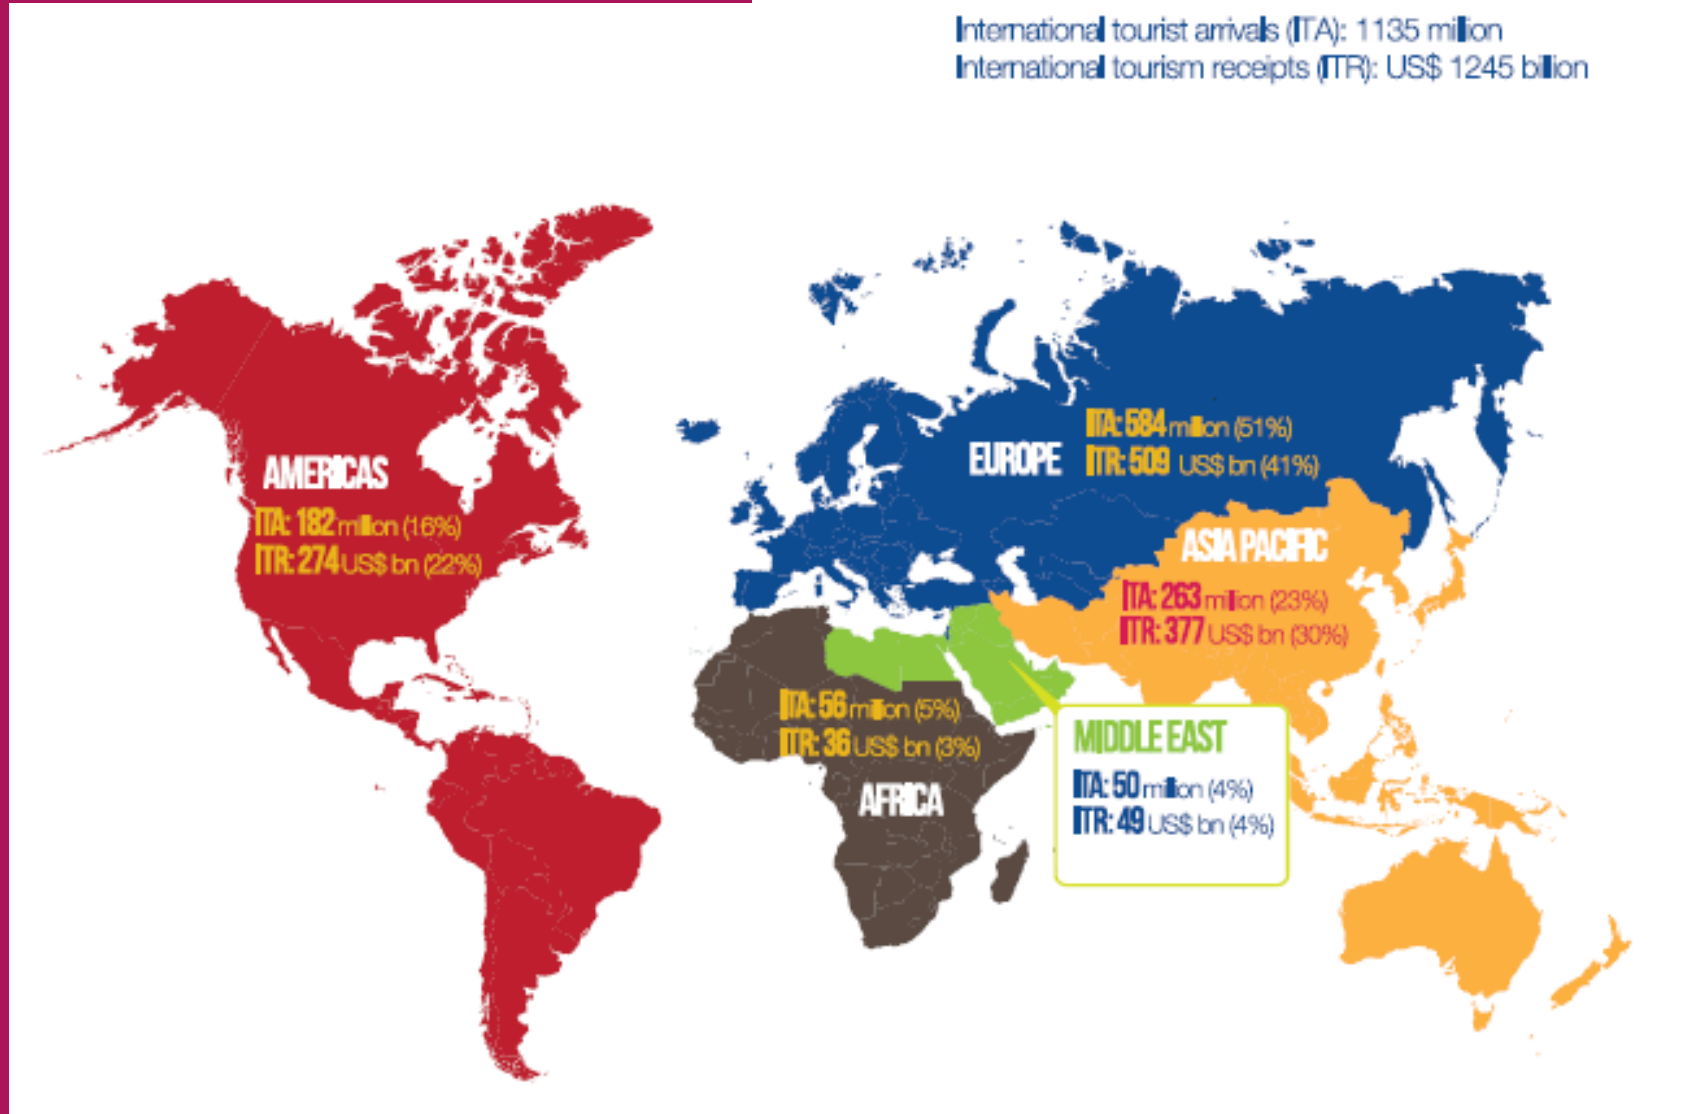 International tourist arrivals (ITA): 1135 million
International tourism receipts (ITR): US$ 1245 billion
AMERICAS
ITA: 182 million (16%)
ITR: 274 US$ bn (22%)
EUROPE
ITA: 584 million (51%)
ITR: 509 US$ bn (41%)
ASIA PACIFIC
ITA: 263 million (23%)
ITR: 377 US$ bn (30%)
ITA: 56 million (5%)
ITR: 36 US$ bn (3%)
AFRICA
MIDDLE EAST
ITA: 50 million (4%)
ITR: 49 US$ bn (4%)